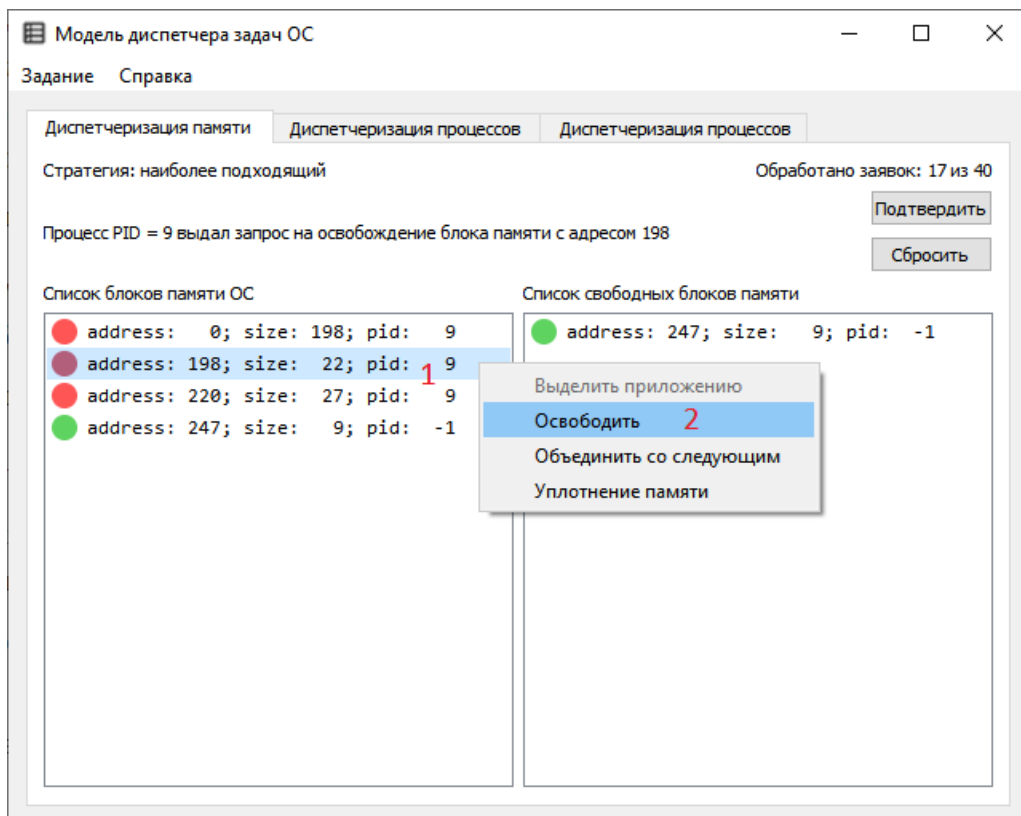 Модель диспетчера задач ОС
Задание Справка
Диспетчеризация памяти Диспетчеризация процессов Диспетчеризация процессов
Стратегия: наиболее подходящий Обработано заявок: 17 из 40
Подтвердить
Процесс PID = 9 выдал запрос на освобождение блока памяти с адресом 198
Сбросить
Список блоков памяти ОС Список свободных блоков памяти
address: 0; size: 198; pid: 9 address: 247; size: 9; pid: -1
address: 198; size: 22; pid: 9
1
address: 220; size: 27; pid: 9
address: 247; size: 9; pid: -1
Выделить приложению
Освободить 2
Объединить со следующим
Уплотнение памяти